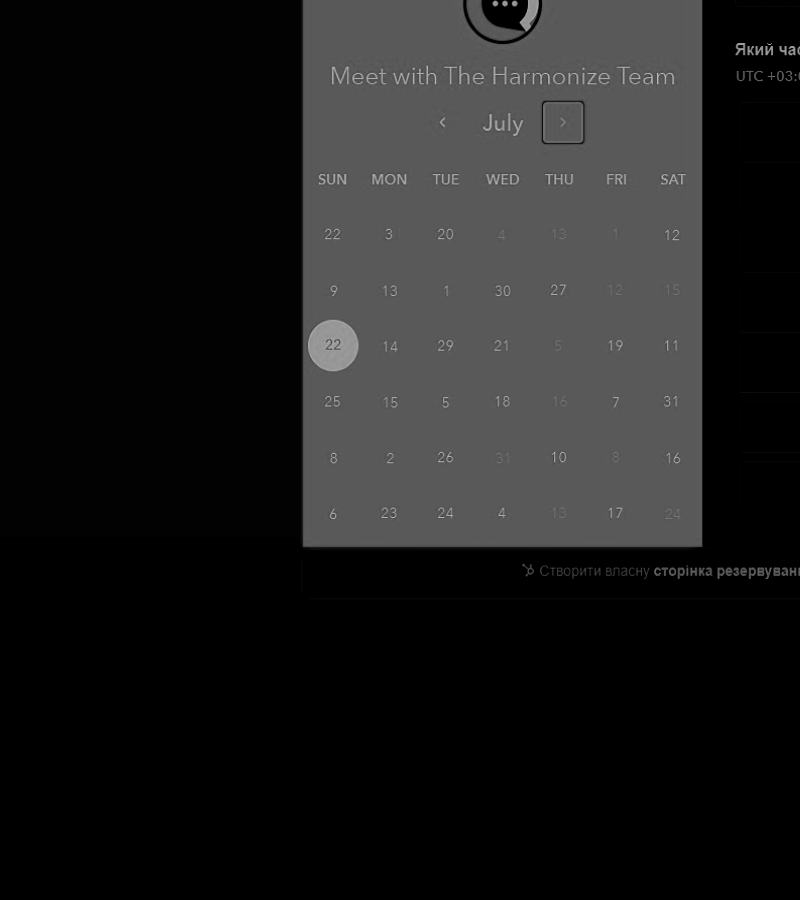 Який
UTC +03:
Meet with The Harmonize Team
July
SUN MON TUE WED THU FRI SAT
22 3 20 4 13 1 12
9 13 1 30 27 12 15
22 14 29 21 5 19 11
25 15 5 18 16 7 31
8 2 26 31 10 8 16
6 23 24 4 13 17 24
Створити власну сторінка